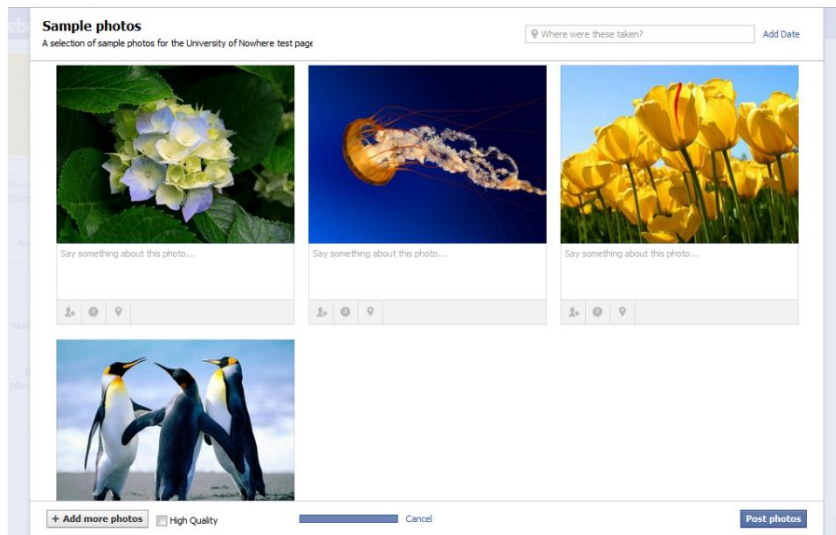 Sample photos
A selection of sample photos for the University of Nowhere test page
Where were these taken?
Add Date
Say something about this photo...
Say something about this photo...
Say something about this photo...
+ Add more photos
High Quality
Cancel
Post photos